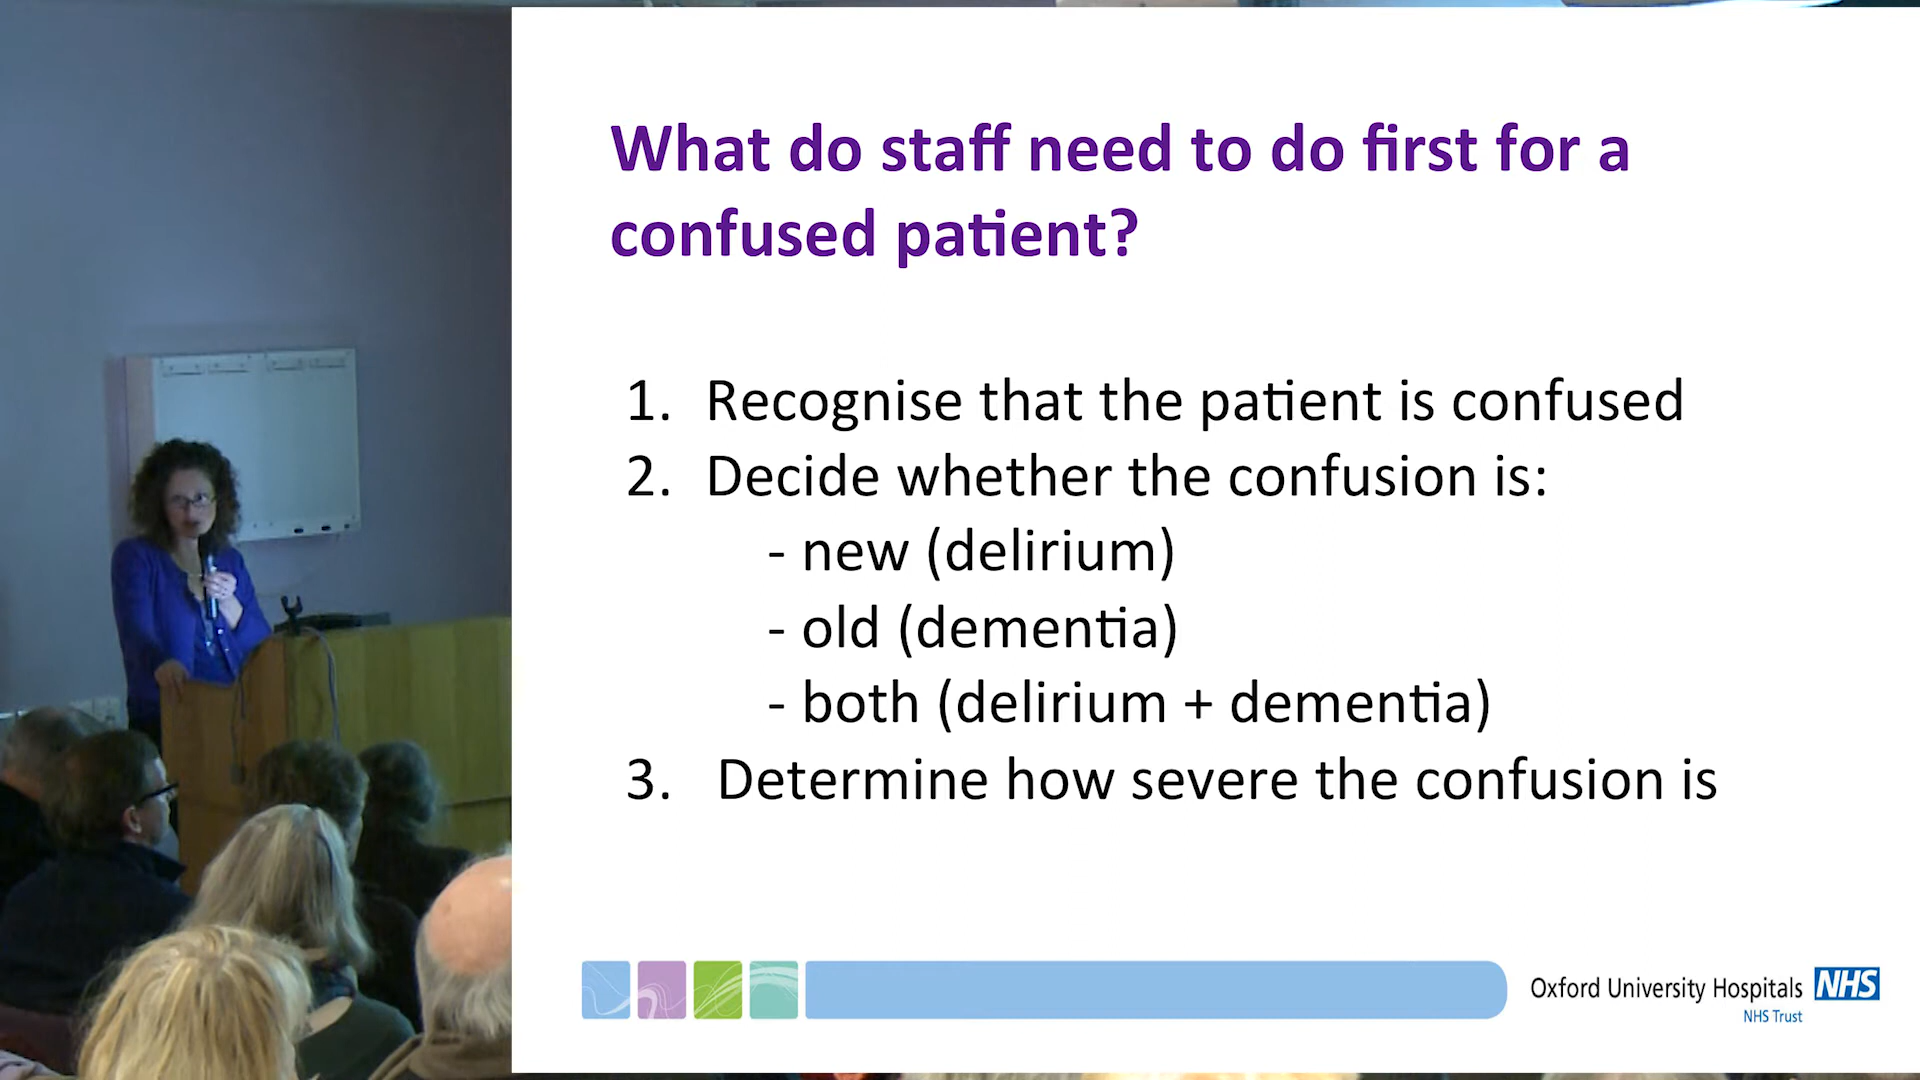 What do staff need to do first for a
confused patient?
1. Recognise that the patient is confused
2. Decide whether the confusion is:
- new (delirium)
- old (dementia)
- both (delirium + dementia)
3. Determine how severe the confusion is
Oxford University Hospitals NHS
NHS Trust